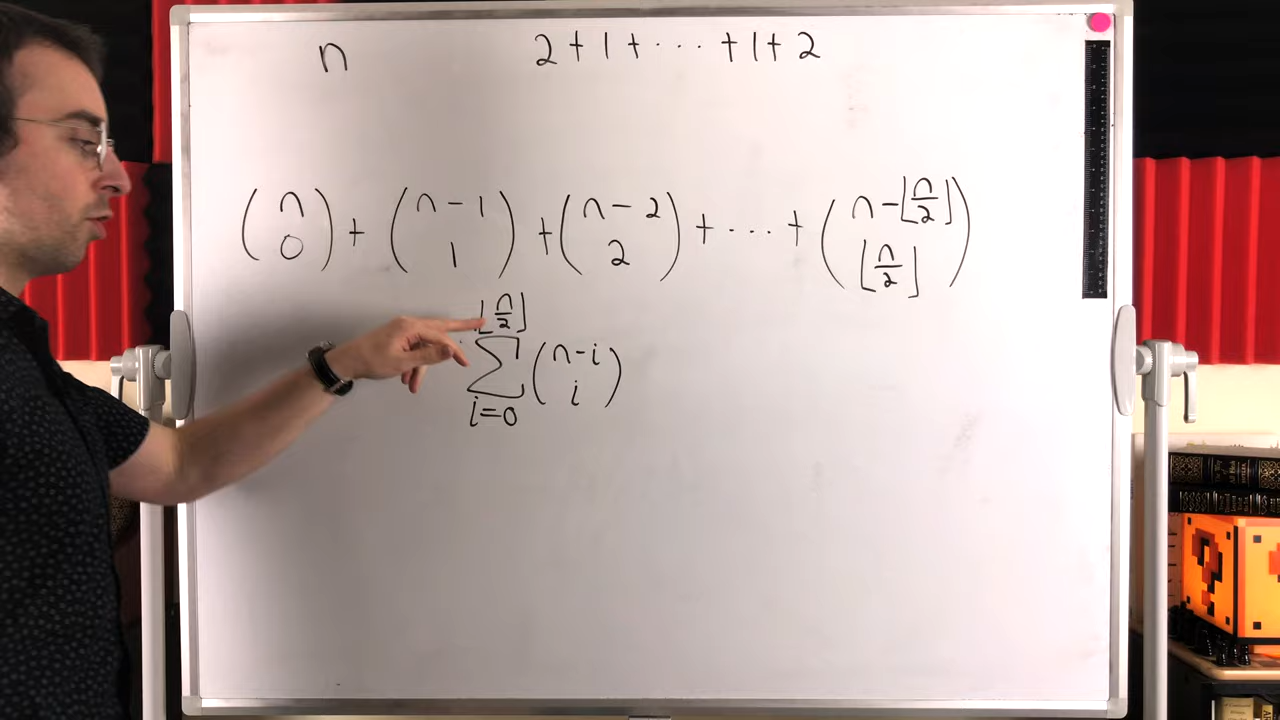 n 2 + 1 + ··· + 1 + 2
(n 0) + (n - 1 1) + (n - 2 2) + ··· + (n - ⌊n/2⌋ ⌊n/2⌋)
⌊n/2⌋ ∑ i=0 (n-i i)
?